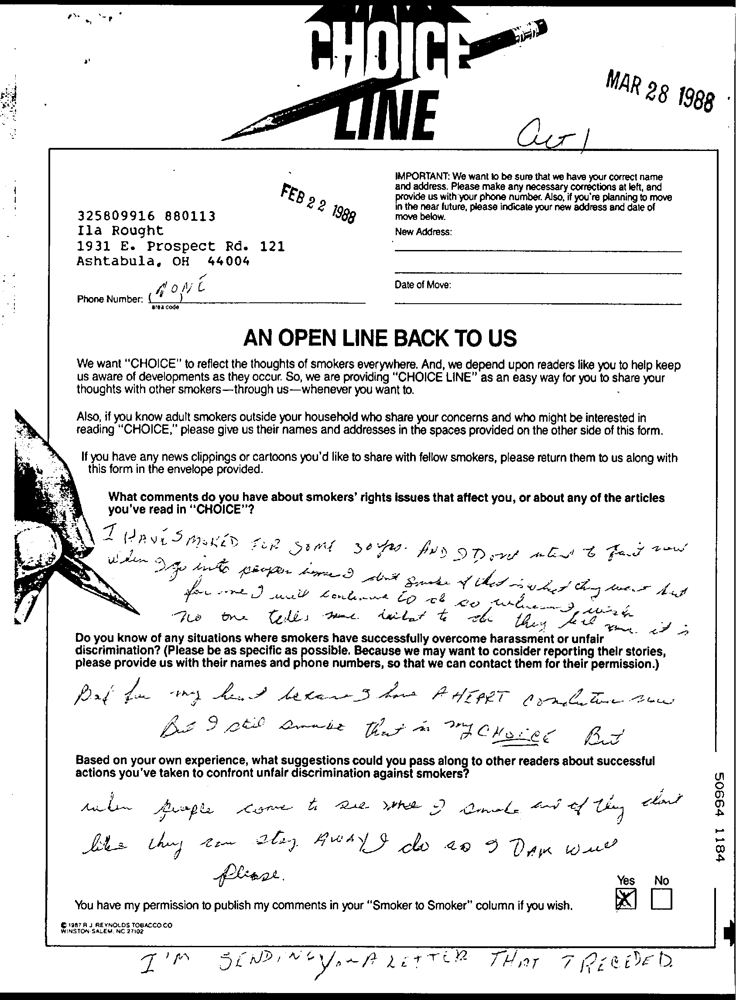 CHOICE
LINE
MAR 28 1988
act 1
FEB 22 1988
IMPORTANT: We want to be sure that we have your correct name
and address. Please make any necessary corrections at left, and
provide us with your phone number. Also, if you're planning to move
in the near future, please indicate your new address and date of
move below.
325809916 880113
Ila Rought
1931 E. Prospect Rd. 121
Ashtabula, OH 44004
New Address:
Date of Move:
Phone Number: ( NONE )
area code
AN OPEN LINE BACK TO US
We want "CHOICE" to reflect the thoughts of smokers everywhere. And, we depend upon readers like you to help keep
us aware of developments as they occur. So, we are providing "CHOICE LINE" as an easy way for you to share your
thoughts with other smokers—through us—whenever you want to.
Also, if you know adult smokers outside your household who share your concerns and who might be interested in
reading "CHOICE," please give us their names and addresses in the spaces provided on the other side of this form.
If you have any news clippings or cartoons you'd like to share with fellow smokers, please return them to us along with
this form in the envelope provided.
What comments do you have about smokers' rights issues that affect you, or about any of the articles
you've read in "CHOICE"?
I HAVE SMOKED FOR SOME 30 yrs. AND I Dont intend to now
when I go into home I dont Smoke if that is what they want but
for me I will continue to do so
no one tells me what to do they tell me it is
Do you know of any situations where smokers have successfully overcome harassment or unfair
discrimination? (Please be as specific as possible. Because we may want to consider reporting their stories,
please provide us with their names and phone numbers, so that we can contact them for their permission.)
Bad for my heart because I have A HEART condition now
But I still smoke that is my CHOICE But
Based on your own experience, what suggestions could you pass along to other readers about successful
actions you've taken to confront unfair discrimination against smokers?
when people come to see me I smoke and if they dont
like they can stay AWAY I do as I DAM well
Please.
Yes No
You have my permission to publish my comments in your "Smoker to Smoker" column if you wish.
X
© 1987 R J REYNOLDS TOBACCO CO
WINSTON SALEM, NC 27102
I'M SENDING You A LETTER THAT I RECEDED
50664 1184